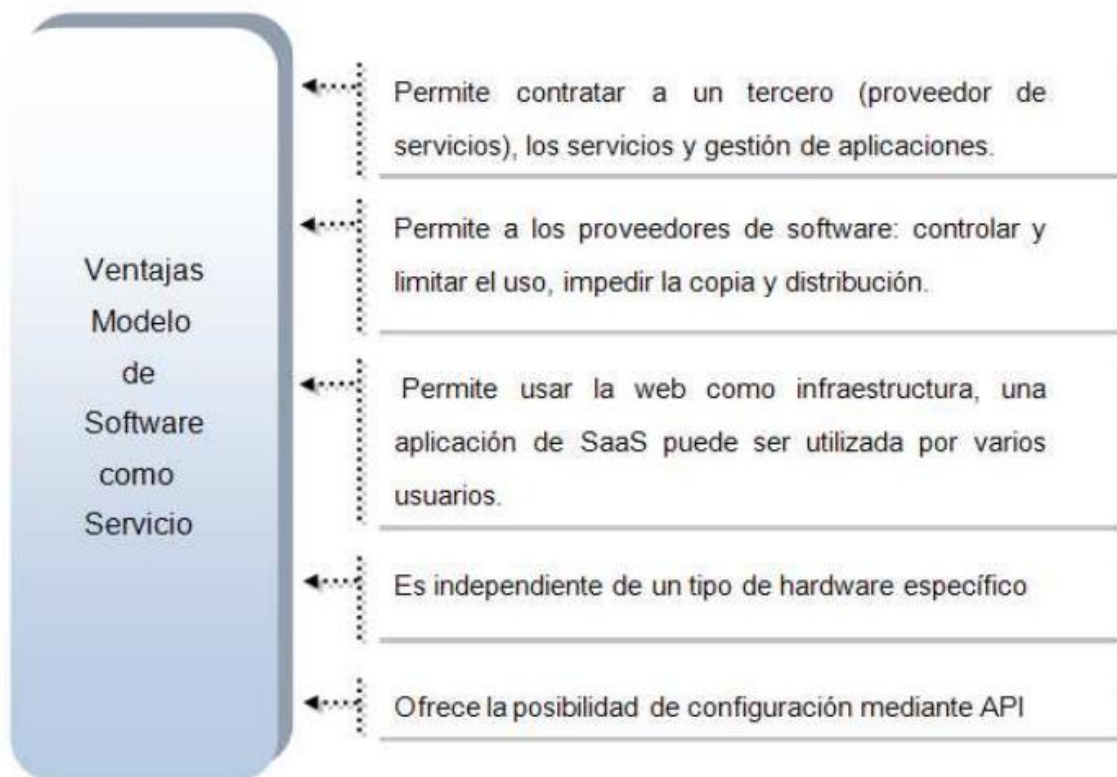 Ventajas
Modelo
de
Software
como
Servicio
Permite contratar a un tercero (proveedor de
servicios), los servicios y gestión de aplicaciones.
Permite a los proveedores de software: controlar y
limitar el uso, impedir la copia y distribución.
Permite usar la web como infraestructura, una
aplicación de SaaS puede ser utilizada por varios
usuarios.
Es independiente de un tipo de hardware específico
Ofrece la posibilidad de configuración mediante API